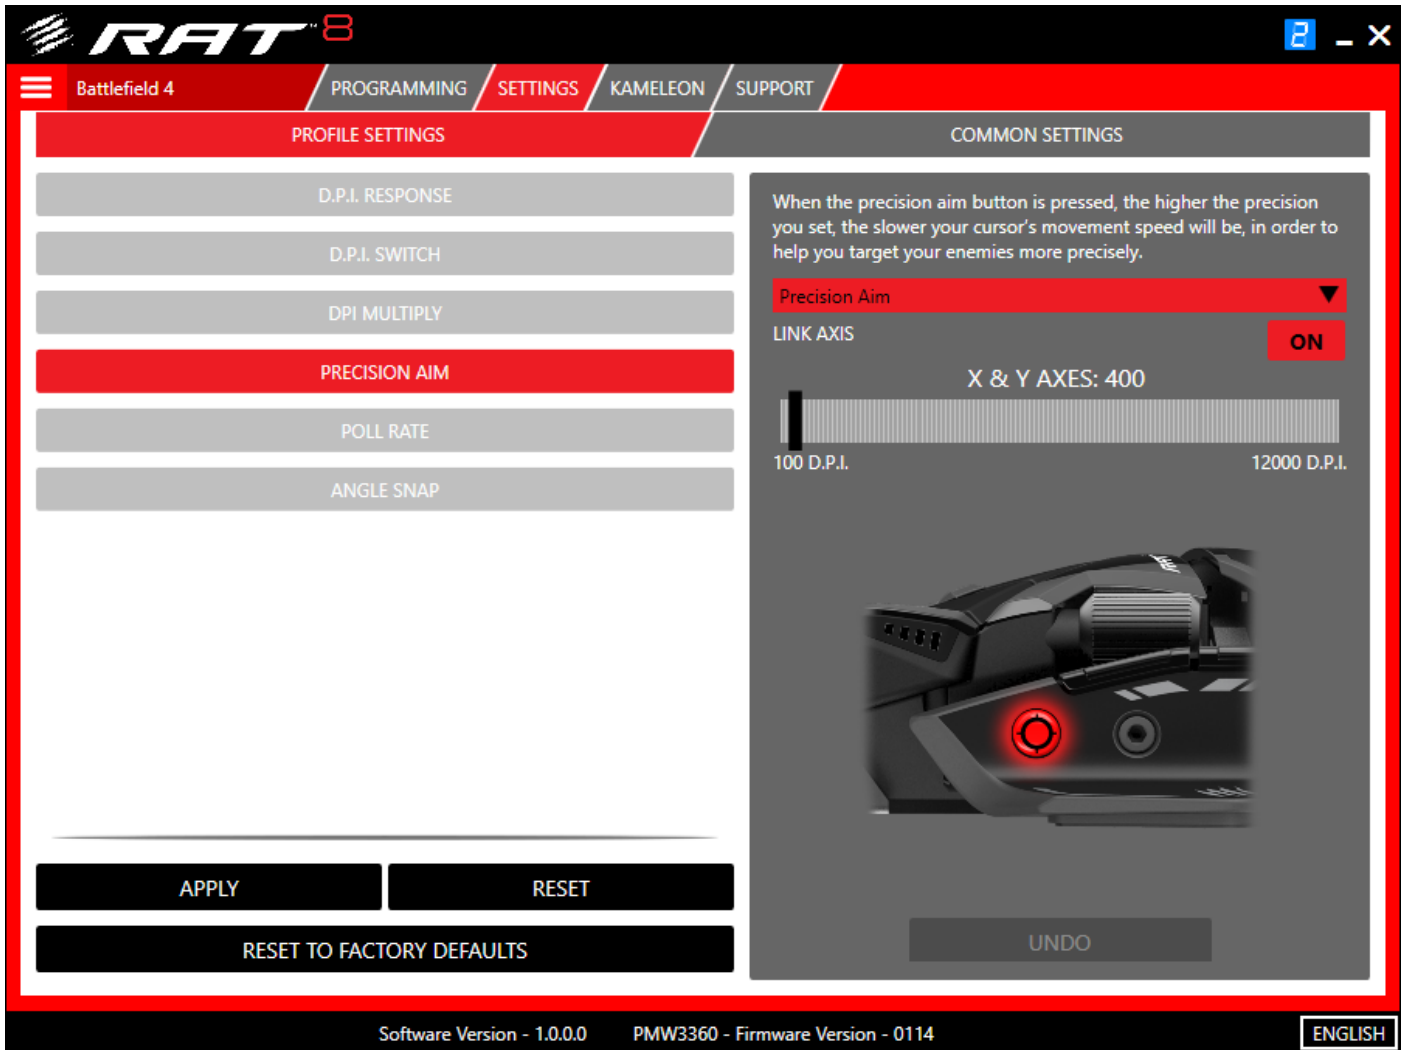 RAT™8
2
Battlefield 4
PROGRAMMING
SETTINGS
KAMELEON
SUPPORT
PROFILE SETTINGS
COMMON SETTINGS
D.P.I. RESPONSE
D.P.I. SWITCH
DPI MULTIPLY
PRECISION AIM
POLL RATE
ANGLE SNAP
APPLY
RESET
RESET TO FACTORY DEFAULTS
When the precision aim button is pressed, the higher the precision
you set, the slower your cursor's movement speed will be, in order to
help you target your enemies more precisely.
Precision Aim
LINK AXIS
ON
X & Y AXES: 400
100 D.P.I.
12000 D.P.I.
UNDO
Software Version - 1.0.0.0
PMW3360 - Firmware Version - 0114
ENGLISH